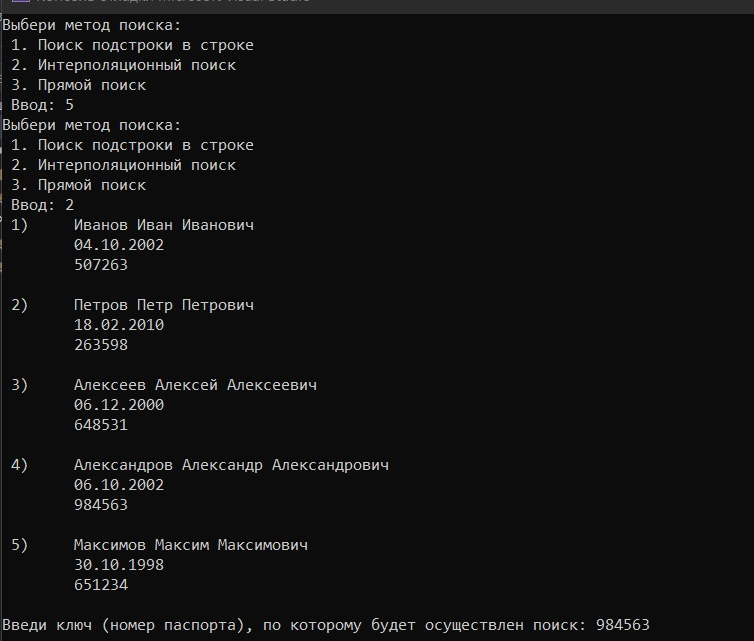 Выбери метод поиска:
1. Поиск подстроки в строке
2. Интерполяционный поиск
3. Прямой поиск
Ввод: 5
Выбери метод поиска:
1. Поиск подстроки в строке
2. Интерполяционный поиск
3. Прямой поиск
Ввод: 2
1) Иванов Иван Иванович
04.10.2002
507263
2) Петров Петр Петрович
18.02.2010
263598
3) Алексеев Алексей Алексеевич
06.12.2000
648531
4) Александров Александр Александрович
06.10.2002
984563
5) Максимов Максим Максимович
30.10.1998
651234
Введи ключ (номер паспорта), по которому будет осуществлен поиск: 984563